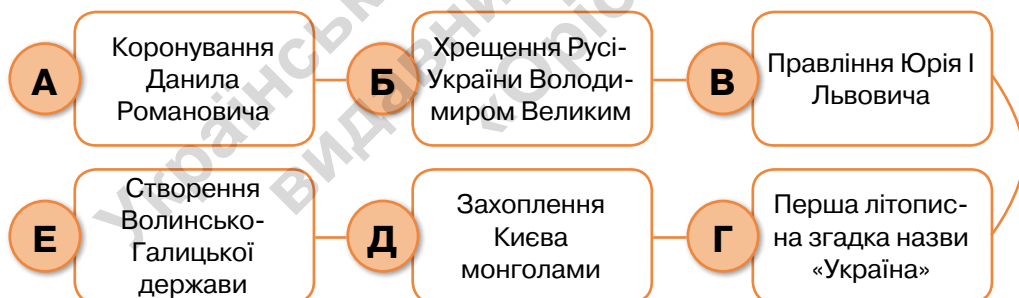 А
Коронування
Данила
Романовича
Б
Хрещення Русі-
України Володи-
миром Великим
В
Правління Юрія І
Львовича
Е
Створення
Волинсько-
Галицької
держави
Д
Захоплення
Києва
монголами
Г
Перша літопис-
на згадка назви
«Україна»